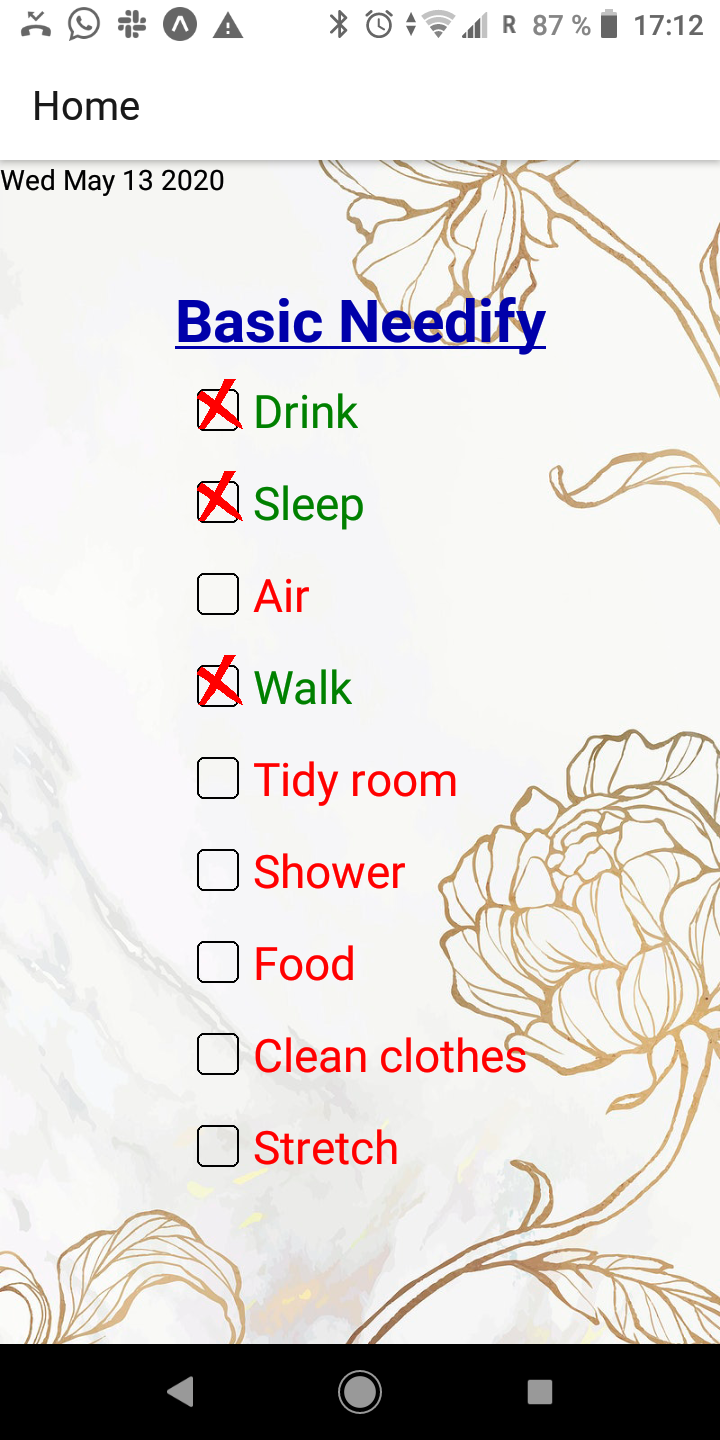 R 87 % 17:12
Home
Wed May 13 2020
Basic Needify
Drink
Sleep
Air
Walk
Tidy room
Shower
Food
Clean clothes
Stretch